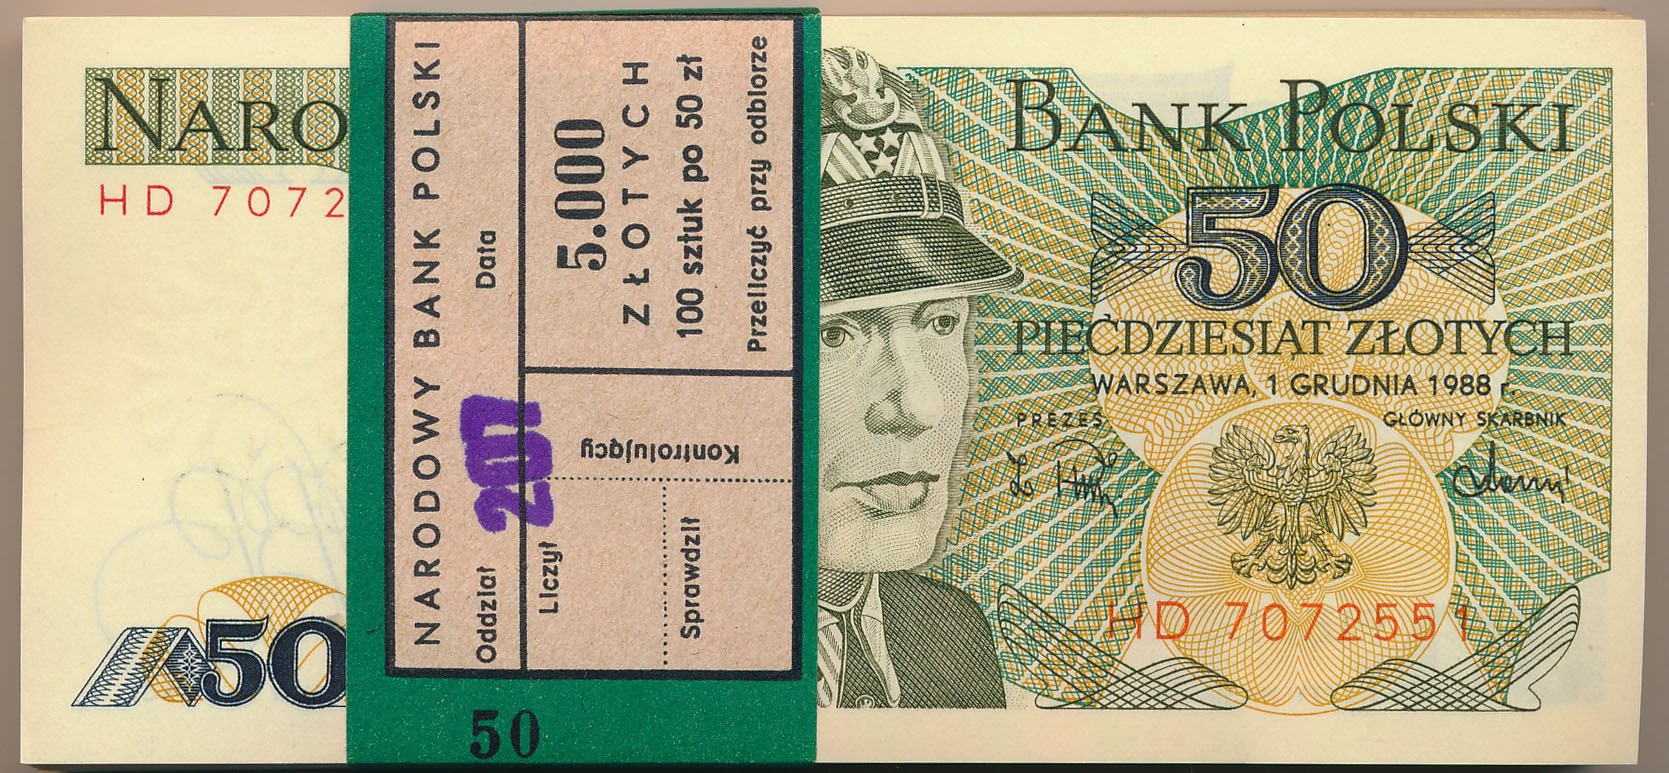 NARO
HD 7072
50
NARODOWY BANK POLSKI
Oddział 207 Data
5.000
ZŁOTYCH
100 sztuk po 50 zł
Przeliczyć przy odbiorze
Liczył
Kontrolujący
Sprawdził
50
BANK POLSKI
50
PIĘĆDZIESIĄT ZŁOTYCH
WARSZAWA, 1 GRUDNIA 1988 r.
PREZES GŁÓWNY SKARBNIK
HD 7072551